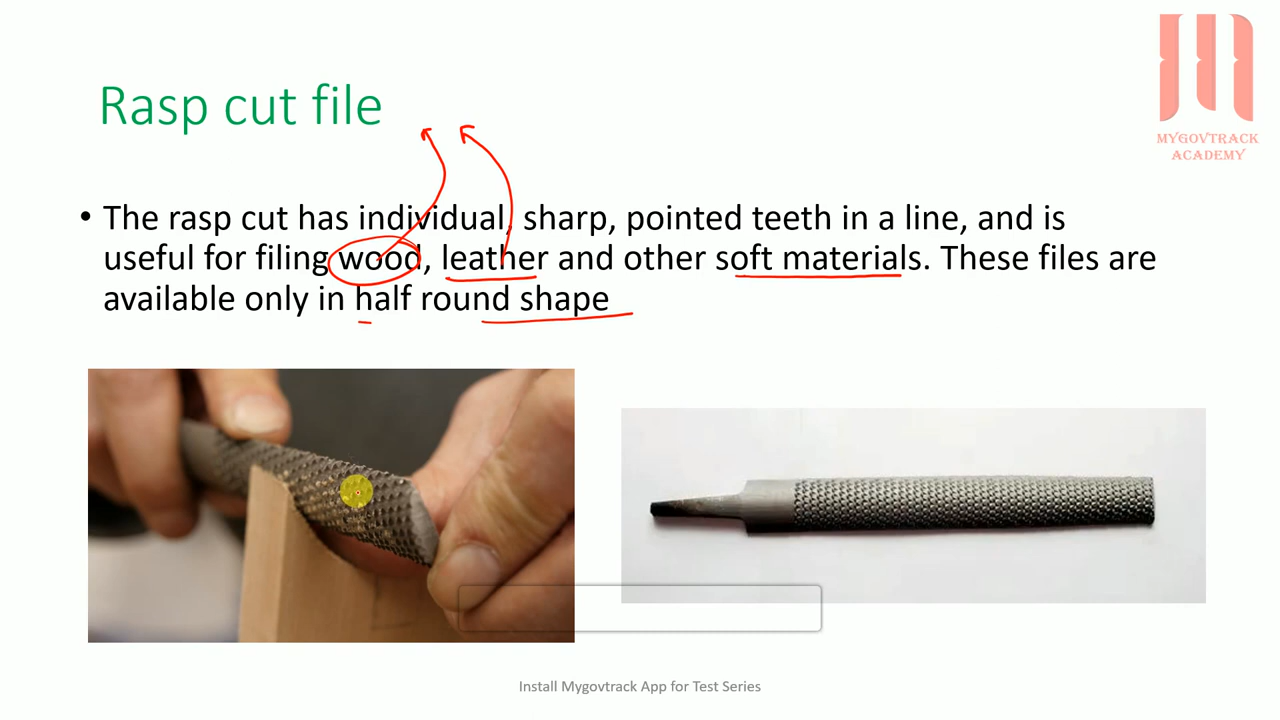 Rasp cut file
MYGOVTRACK
ACADEMY
• The rasp cut has individual, sharp, pointed teeth in a line, and is
useful for filing wood, leather and other soft materials. These files are
available only in half round shape
Install Mygovtrack App for Test Series